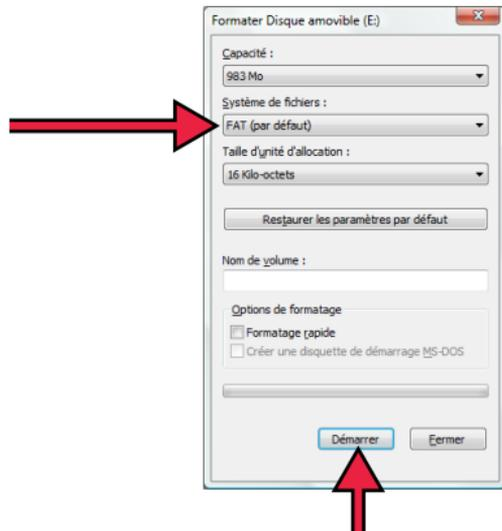 Formater Disque amovible (E:)
Capacité :
983 Mo
Système de fichiers :
FAT (par défaut)
Taille d'unité d'allocation :
16 Kilo-octets
Restaurer les paramètres par défaut
Nom de volume :
Options de formatage
Formatage rapide
Créer une disquette de démarrage MS-DOS
Démarrer Fermer